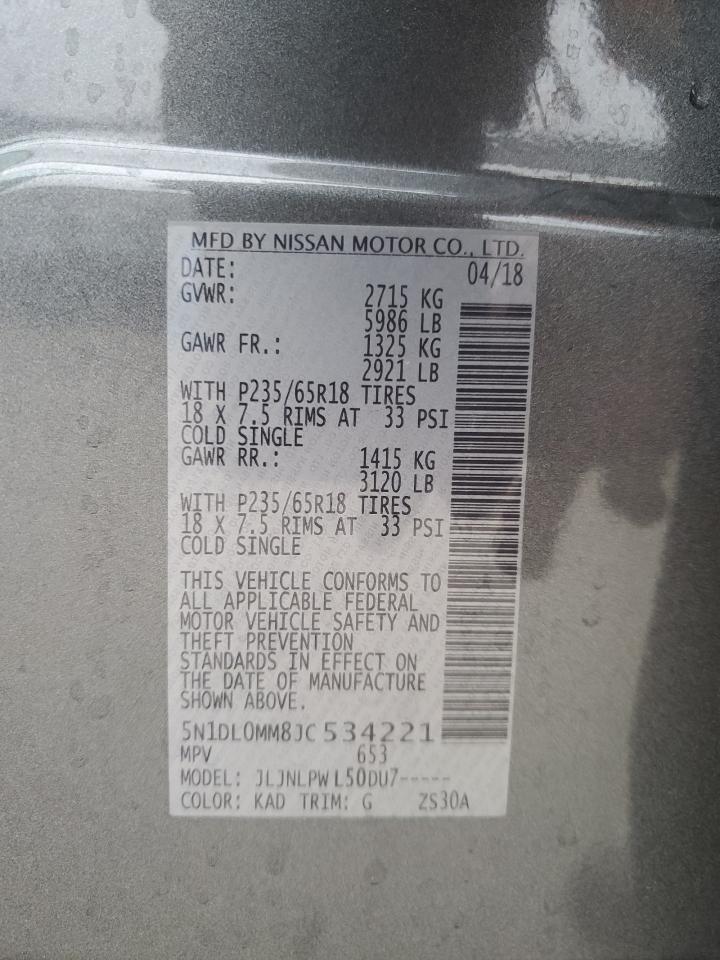 MFD BY NISSAN MOTOR CO., LTD.
DATE: 04/18
GVWR: 2715 KG
5986 LB
GAWR FR.: 1325 KG
2921 LB
WITH P235/65R18 TIRES
18 X 7.5 RIMS AT 33 PSI
COLD SINGLE
GAWR RR.: 1415 KG
3120 LB
WITH P235/65R18 TIRES
18 X 7.5 RIMS AT 33 PSI
COLD SINGLE
THIS VEHICLE CONFORMS TO
ALL APPLICABLE FEDERAL
MOTOR VEHICLE SAFETY AND
THEFT PREVENTION
STANDARDS IN EFFECT ON
THE DATE OF MANUFACTURE
SHOWN ABOVE.
5N1DL0MM8JC534221
MPV 653
MODEL: JLJNLPW L50DU7-----
COLOR: KAD TRIM: G ZS30A